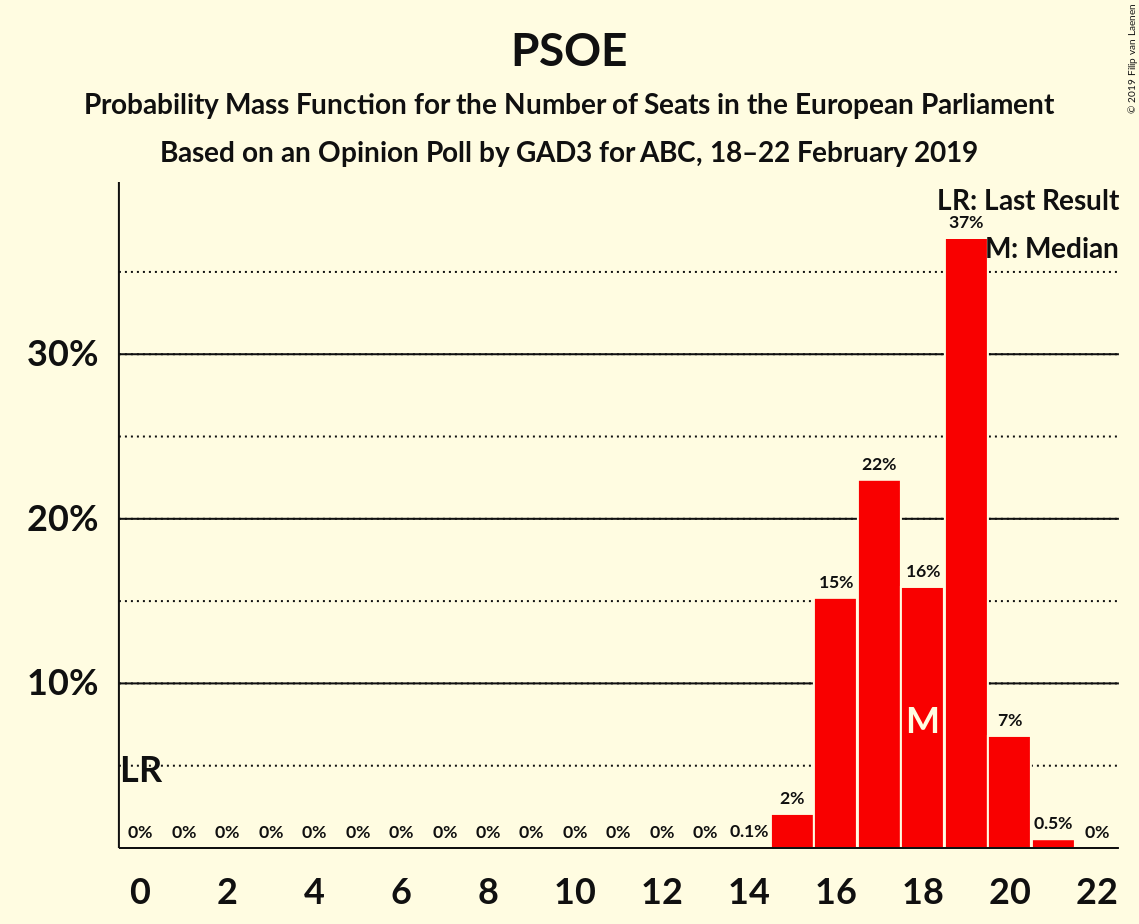 PSOE
Probability Mass Function for the Number of Seats in the European Parliament
Based on an Opinion Poll by GAD3 for ABC, 18–22 February 2019
© 2019 Filip van Laenen
LR: Last Result
M: Median
37%
30%
22%
20%
16%
15%
10%
M
7%
LR
2%
0% 0% 0% 0% 0% 0% 0% 0% 0% 0% 0% 0% 0% 0% 0.1% 0.5% 0%
0 2 4 6 8 10 12 14 16 18 20 22